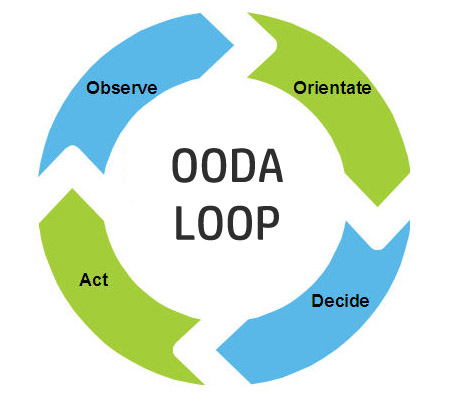 Observe
Orientate
OODA
LOOP
Act
Decide